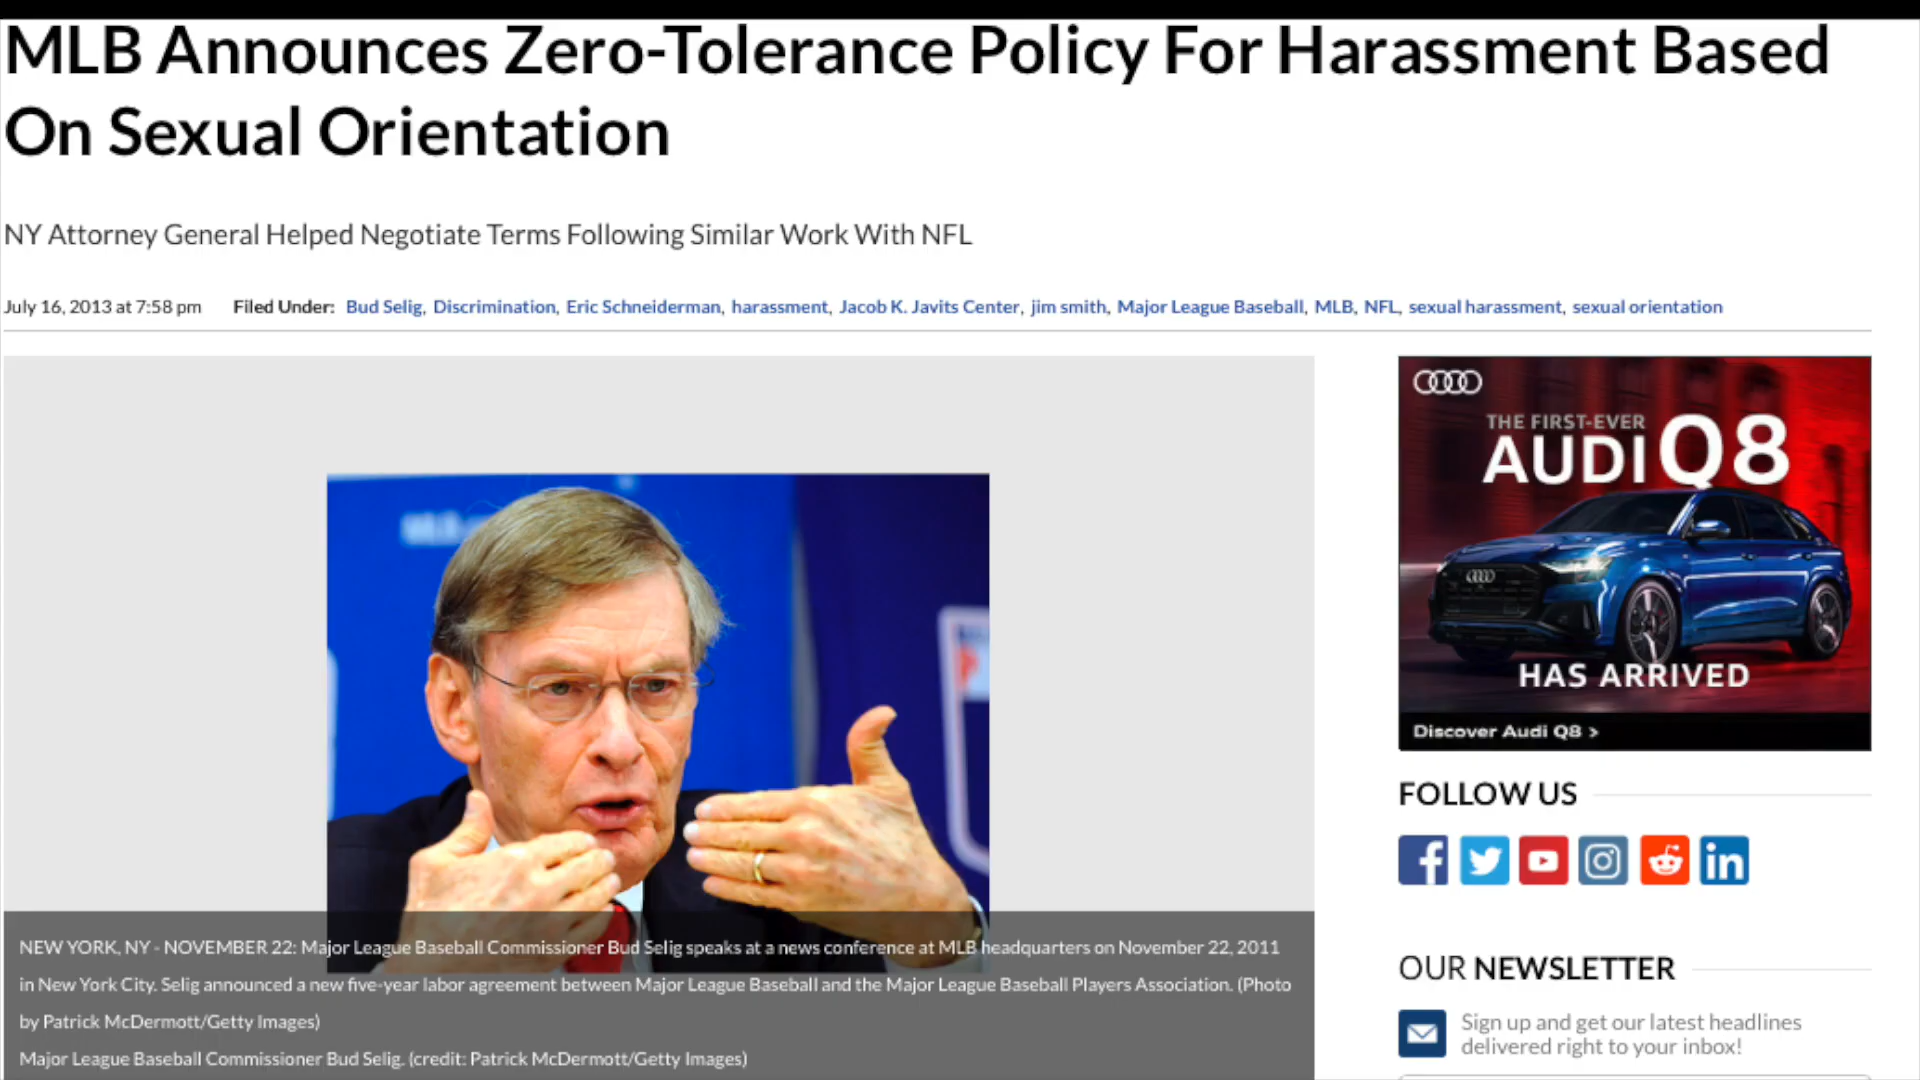 MLB Announces Zero-Tolerance Policy For Harassment Based
On Sexual Orientation
NY Attorney General Helped Negotiate Terms Following Similar Work With NFL
July 16, 2013 at 7:58 pm Filed Under: Bud Selig, Discrimination, Eric Schneiderman, harassment, Jacob K. Javits Center, jim smith, Major League Baseball, MLB, NFL, sexual harassment, sexual orientation
THE FIRST-EVER
AUDI Q8
HAS ARRIVED
Discover Audi Q8 >
FOLLOW US
NEW YORK, NY - NOVEMBER 22: Major League Baseball Commissioner Bud Selig speaks at a news conference at MLB headquarters on November 22, 2011
in New York City. Selig announced a new five-year labor agreement between Major League Baseball and the Major League Baseball Players Association. (Photo
by Patrick McDermott/Getty Images)
Major League Baseball Commissioner Bud Selig. (credit: Patrick McDermott/Getty Images)
OUR NEWSLETTER
Sign up and get our latest headlines
delivered right to your inbox!